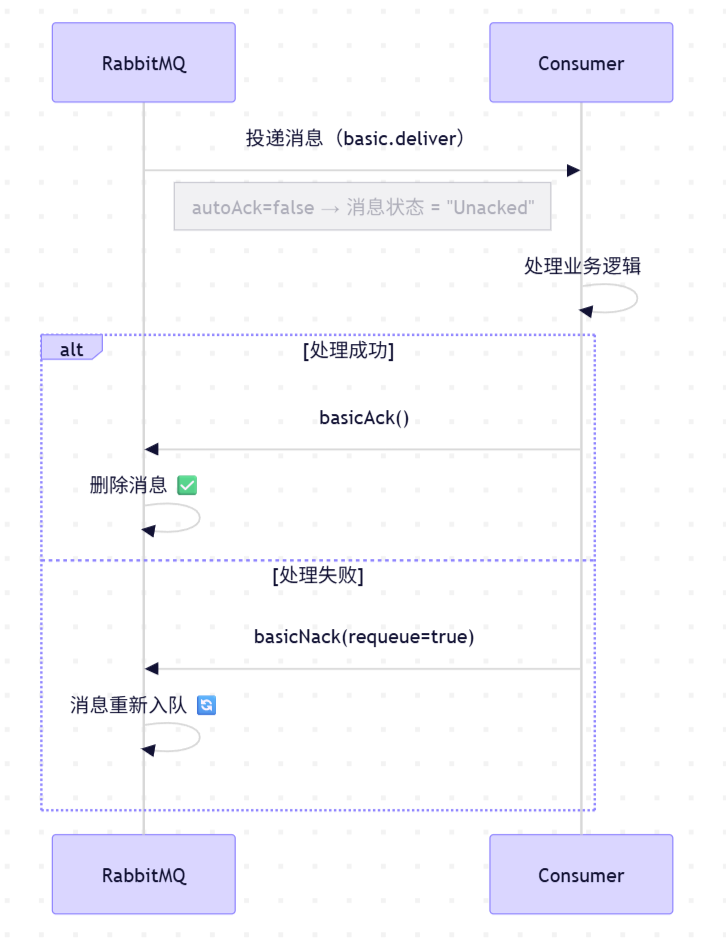 RabbitMQ
Consumer
投递消息（basic.deliver）
autoAck=false → 消息状态 = "Unacked"
处理业务逻辑
alt
[处理成功]
basicAck()
删除消息 ✅
[处理失败]
basicNack(requeue=true)
消息重新入队 🔄
RabbitMQ
Consumer